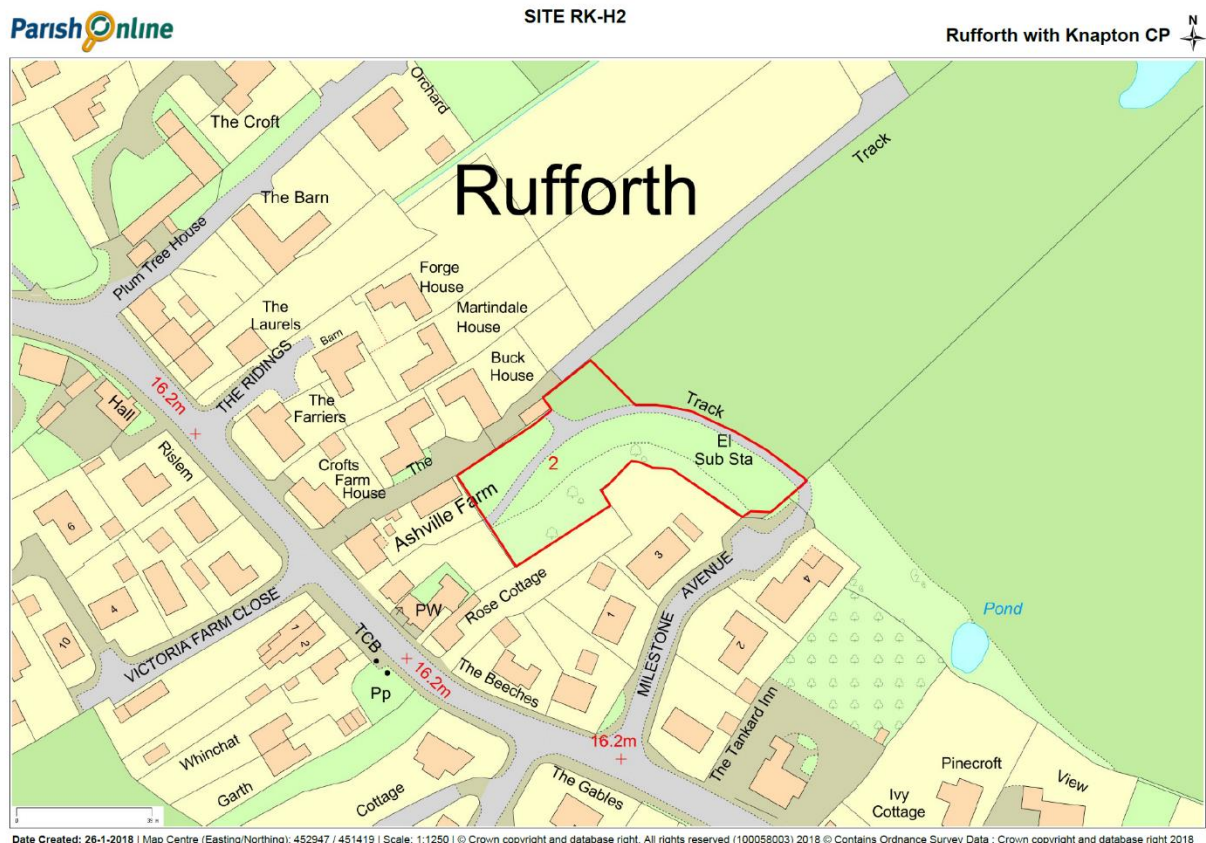 Parish Online
SITE RK-H2
Rufforth with Knapton CP
N
Orchard
The Croft
Track
Rufforth
The Barn
Plum Tree House
Forge
House
The
Laurels
Martindale
House
Barn
Buck
House
THE RIDINGS
16.2m
Hall
The
Farriers
Track
El
Sub Sta
2
Rislem
Crofts
Farm
House
The
Ashville Farm
6
3
4
Rose Cottage
1
MILESTONE AVENUE
4
Pond
PW
10
VICTORIA FARM CLOSE
1
2
2
TCB
16.2m
The Beeches
Pp
The Tankard Inn
Whinchat
16.2m
Garth
Pinecroft
View
Cottage
The Gables
Ivy
Cottage
0
Date Created: 26-1-2018 | Map Centre (Easting/Northing): 452947 / 451419 | Scale: 1:1250 | © Crown copyright and database right. All rights reserved (100058003) 2018 © Contains Ordnance Survey Data : Crown copyright and database right 2018